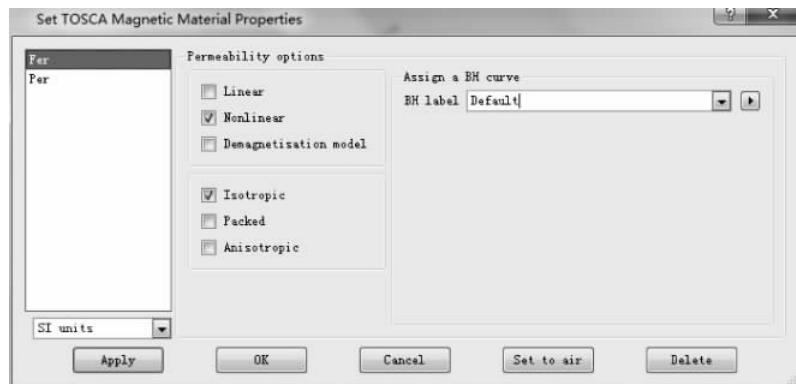 Set TOSCA Magnetic Material Properties
Fer
Per
Permeability options
Linear
Nonlinear
Demagnetisation model
Isotropic
Packed
Anisotropic
Assign a BH curve
BH label Default
SI units
Apply OK Cancel Set to air Delete